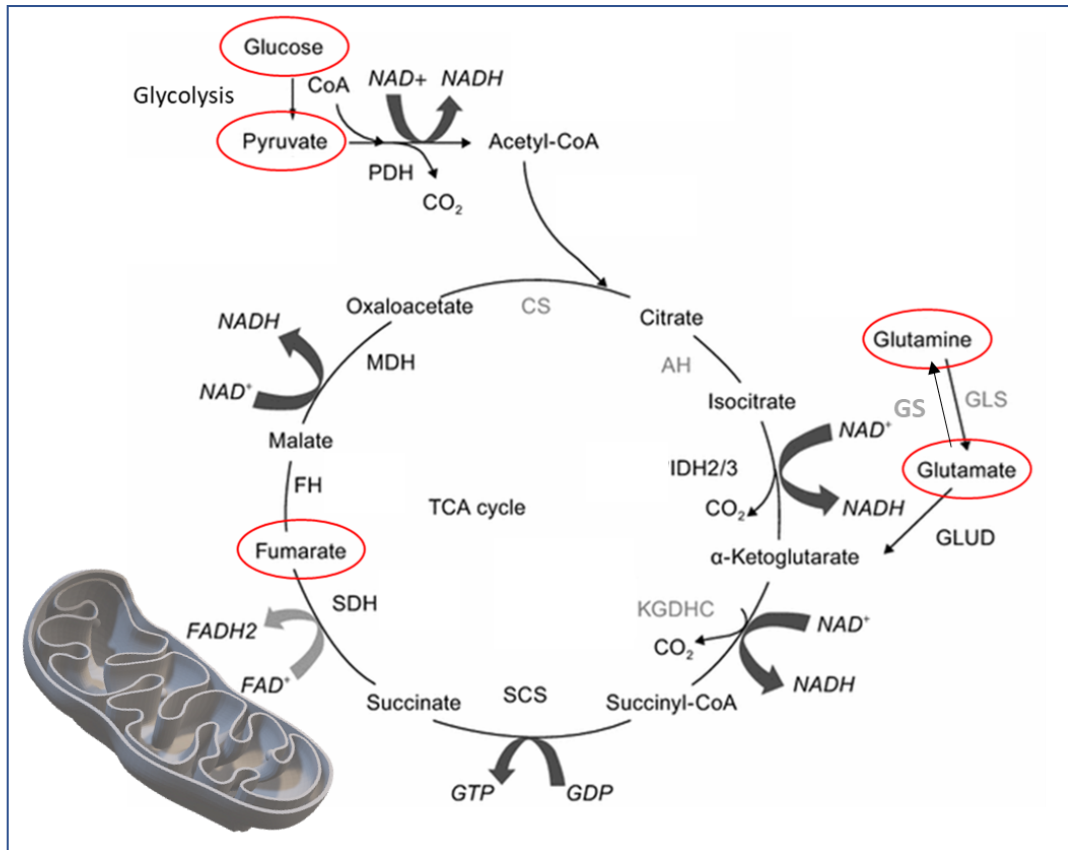 Glucose
Glycolysis
CoA
NAD+
NADH
Pyruvate
PDH
Acetyl-CoA
CO₂
Oxaloacetate
CS
Citrate
NADH
MDH
AH
Glutamine
NAD⁺
Isocitrate
GS
GLS
Malate
NAD⁺
FH
IDH2/3
Glutamate
TCA cycle
CO₂
NADH
Fumarate
α-Ketoglutarate
GLUD
SDH
KGDHC
NAD⁺
FADH2
CO₂
FAD⁺
NADH
Succinate
SCS
Succinyl-CoA
GTP
GDP